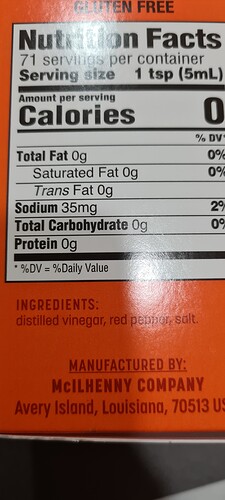 GLUTEN FREE
Nutrition Facts
71 servings per container
Serving size 1 tsp (5mL)
Amount per serving
Calories 0
% DV*
Total Fat 0g 0%
Saturated Fat 0g 0%
Trans Fat 0g
Sodium 35mg 2%
Total Carbohydrate 0g 0%
Protein 0g
* %DV = %Daily Value
INGREDIENTS:
distilled vinegar, red pepper, salt.
MANUFACTURED BY:
McILHENNY COMPANY
Avery Island, Louisiana, 70513 US